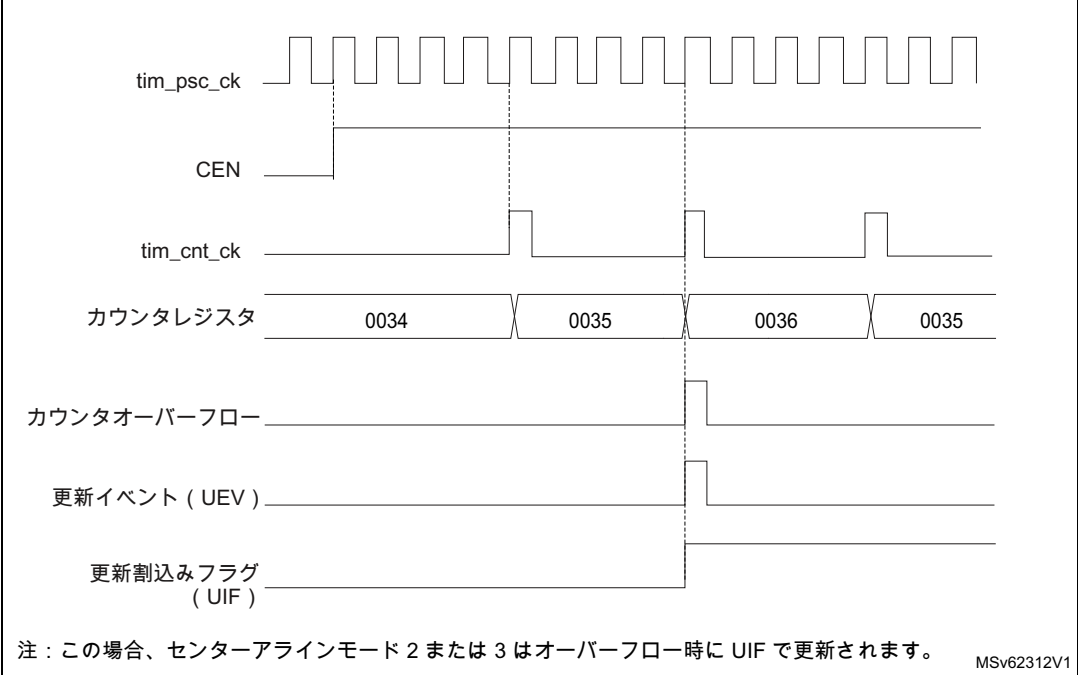 tim_psc_ck
CEN
tim_cnt_ck
カウンタレジスタ 0034 0035 0036 0035
カウンタオーバーフロー
更新イベント(UEV)
更新割込みフラグ
(UIF)
注:この場合、センターアラインモード 2 または 3 はオーバーフロー時に UIF で更新されます。
MSv62312V1